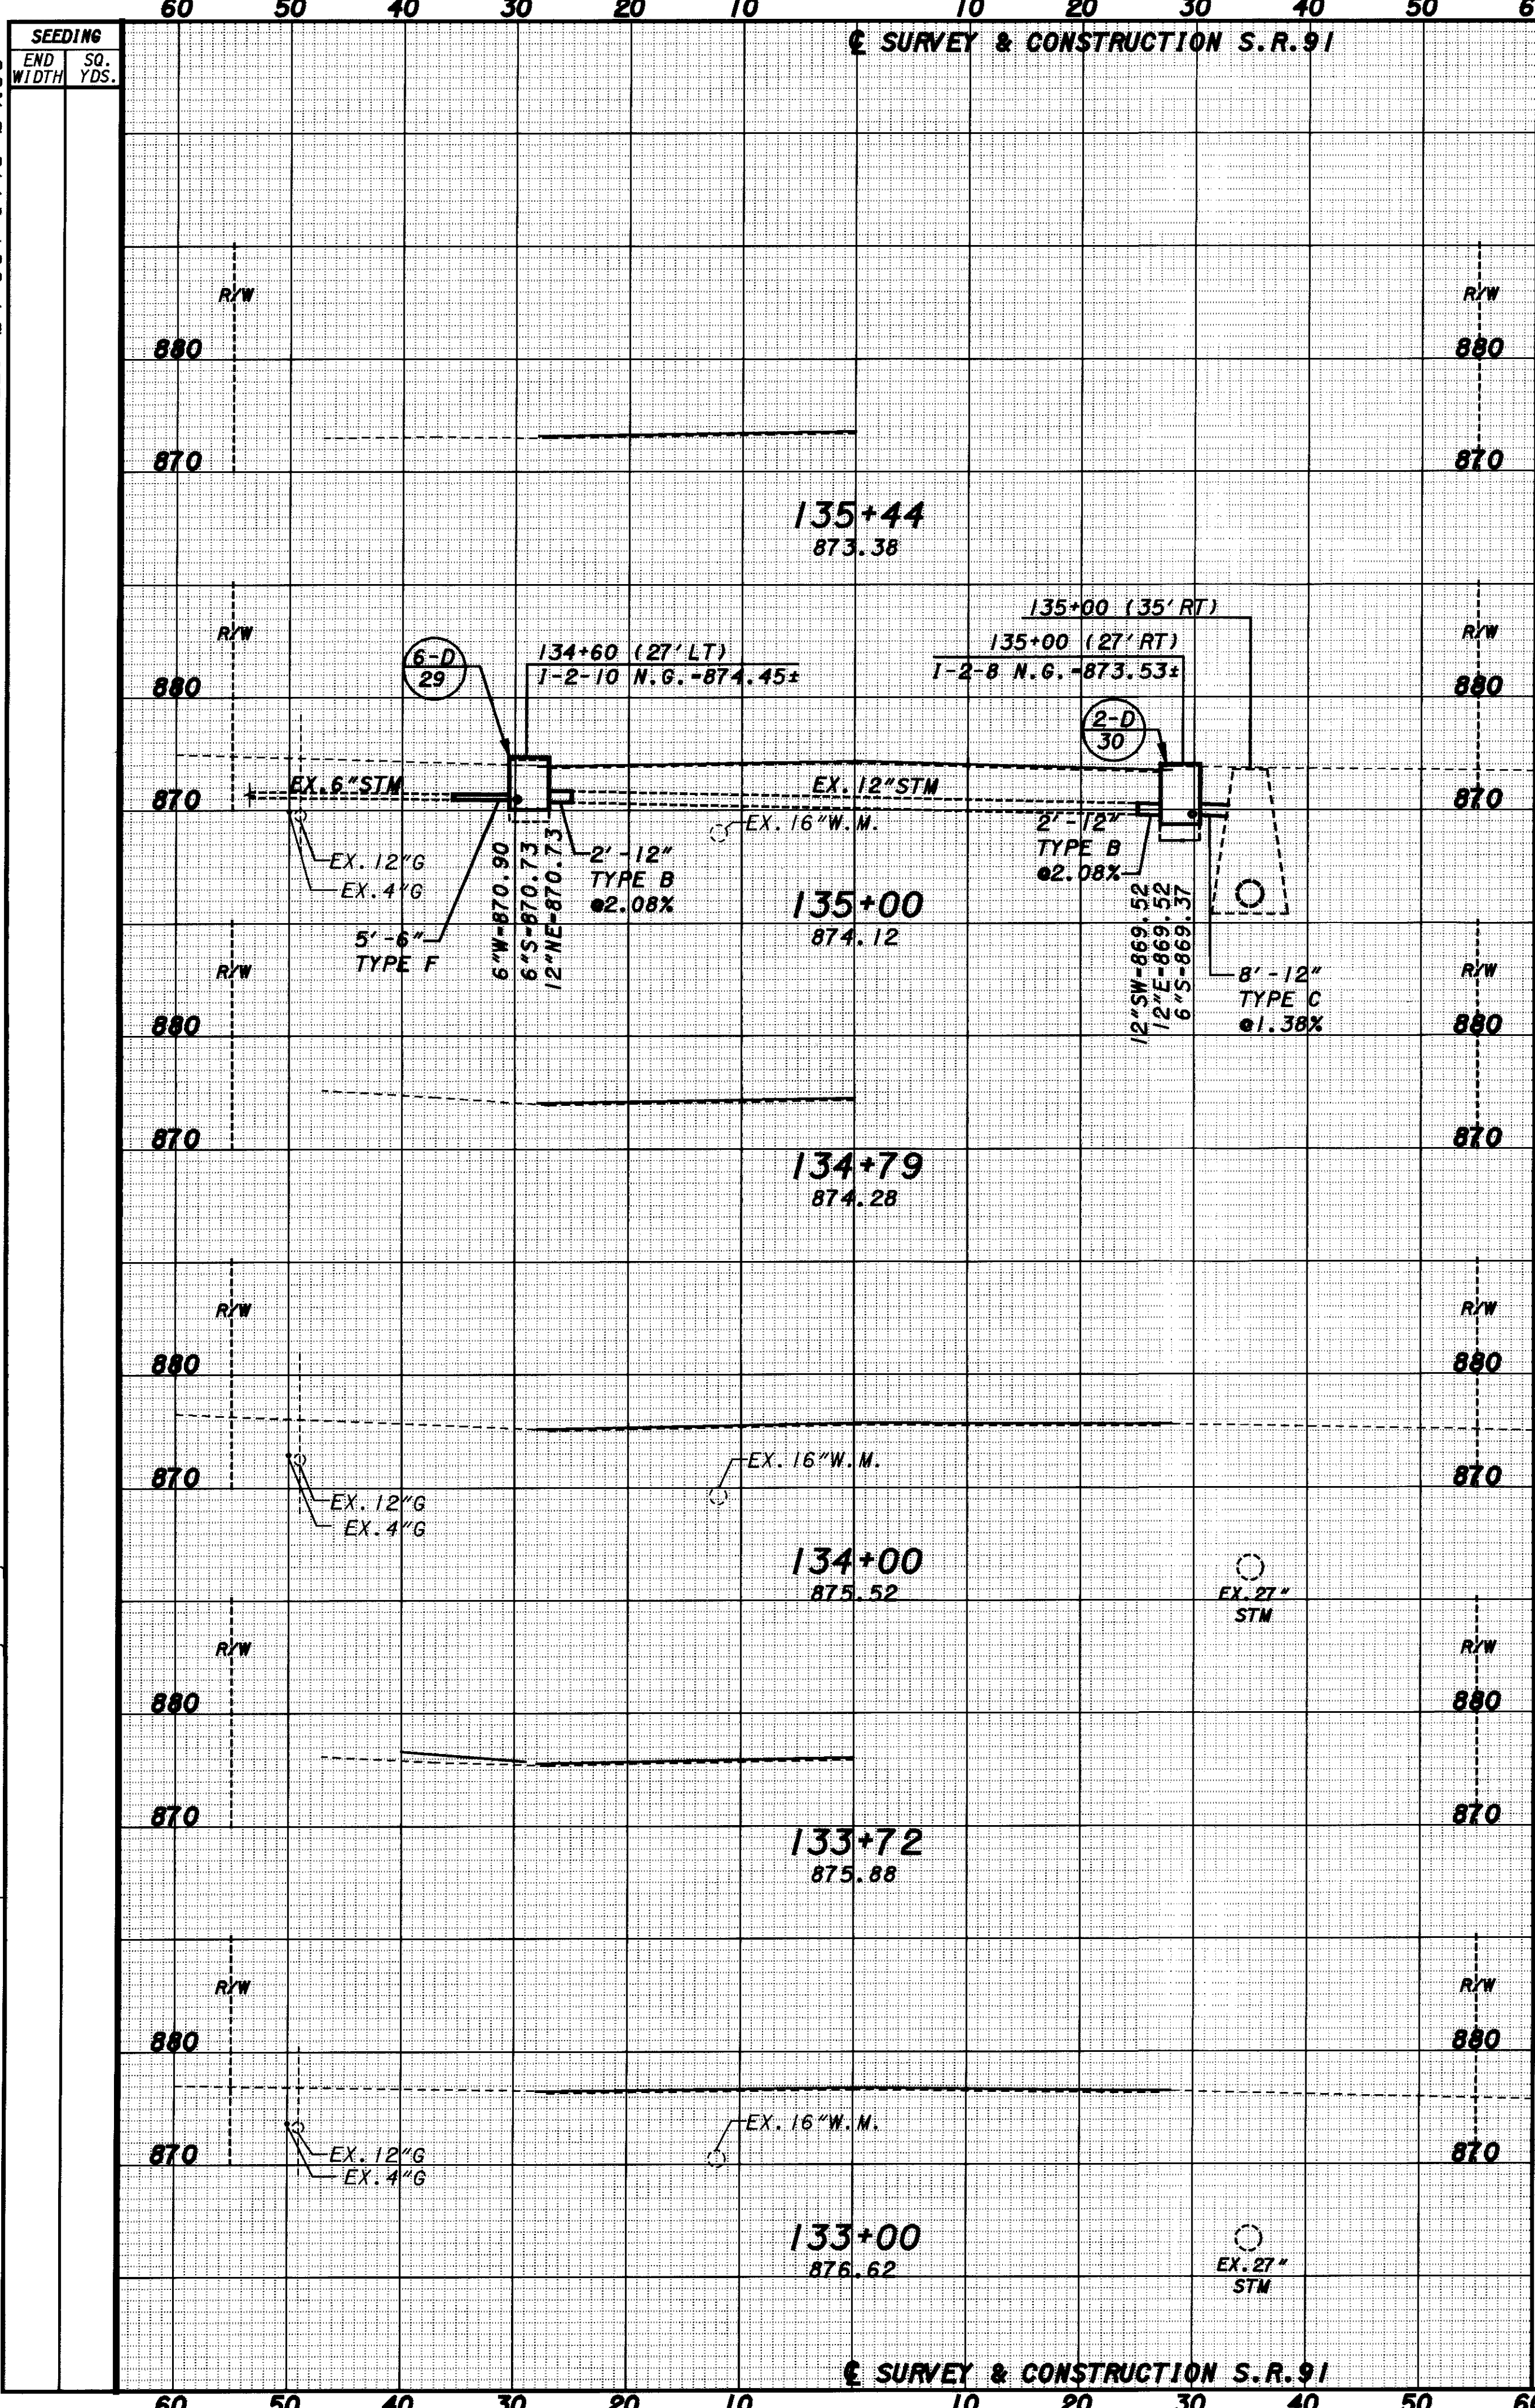 60 50 40 30 20 10 10 20 30 40 50
SEEDING
END WIDTH
SQ. YDS.
℄ SURVEY & CONSTRUCTION S.R.91
R/W R/W
880 880
870 870
135+44
873.38
135+00 (35' RT)
R/W R/W
6-D
29
134+60 (27' LT)
I-2-10 N.G.=874.45±
135+00 (27' RT)
I-2-8 N.G.=873.53±
880 880
2-D
30
EX. 6" STM
EX. 12" STM
870 870
EX. 16" W.M.
EX. 12" G
EX. 4" G
5'-6"
TYPE F
6" W=870.90
6" S=870.73
12" NE=870.73
2'-12"
TYPE B
@2.08%
2'-12"
TYPE B
@2.08%
135+00
874.12
12" SW=869.52
12" E=869.52
6" S=869.37
8'-12"
TYPE C
@1.38%
R/W R/W
880 880
870 870
134+79
874.28
R/W R/W
880 880
EX. 16" W.M.
870 870
EX. 12" G
EX. 4" G
134+00
875.52
EX. 27"
STM
R/W R/W
880 880
870 870
133+72
875.88
R/W R/W
880 880
EX. 16" W.M.
870 870
EX. 12" G
EX. 4" G
133+00
876.62
EX. 27"
STM
℄ SURVEY & CONSTRUCTION S.R.91
60 50 40 30 20 10 10 20 30 40 50